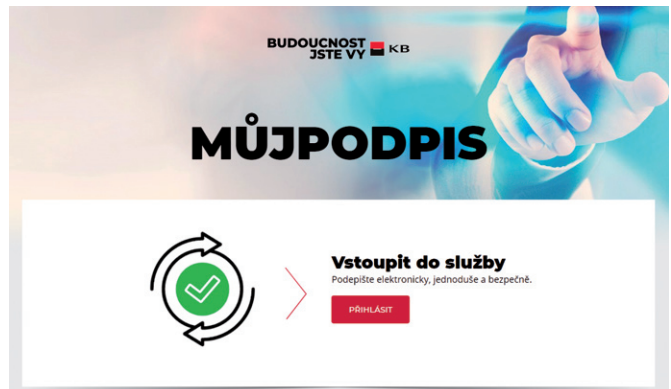 BUDOUCNOST
JSTE VY KB
MŮJPODPIS
Vstoupit do služby
Podepište elektronicky, jednoduše a bezpečně.
PŘIHLÁSIT